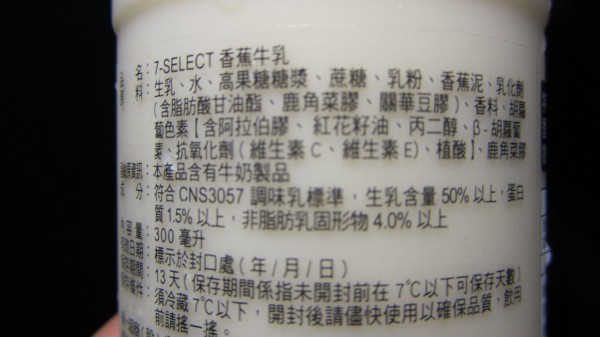 品名：7-SELECT 香蕉牛乳
原料：生乳、水、高果糖糖漿、蔗糖、乳粉、香蕉泥、乳化劑
(含脂肪酸甘油酯、鹿角菜膠、關華豆膠)、香料、胡蘿
蔔色素【含阿拉伯膠、紅花籽油、丙二醇、β-胡蘿蔔
素、抗氧化劑(維生素C、維生素E)、植酸】、鹿角菜膠
過敏原資訊：本產品含有牛奶製品
成分：符合 CNS3057 調味乳標準，生乳含量 50%以上，蛋白
質1.5%以上，非脂肪乳固形物 4.0%以上
內容量：300 毫升
有效日期：標示於封口處(年/月/日)
保存期間：13天(保存期間係指未開封前在 7℃以下可保存天數)
保存條件：須冷藏7℃以下，開封後請儘快使用以確保品質，飲用
前請搖一搖。